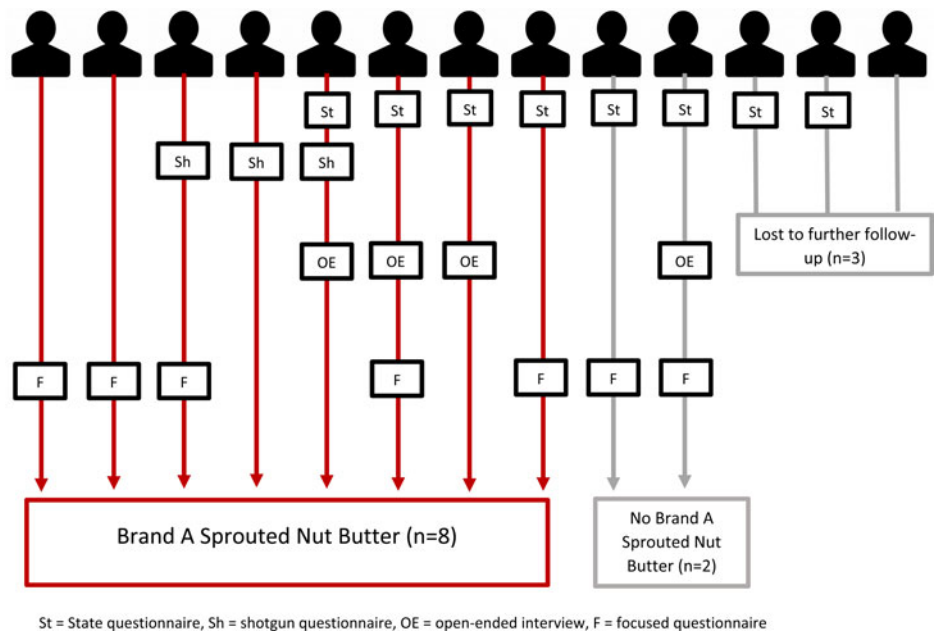 St St St St St St St St
Sh Sh Sh
Lost to further follow-
up (n=3)
OE OE OE OE
F F F F F F F
Brand A Sprouted Nut Butter (n=8)
No Brand A
Sprouted Nut
Butter (n=2)
St = State questionnaire, Sh = shotgun questionnaire, OE = open-ended interview, F = focused questionnaire